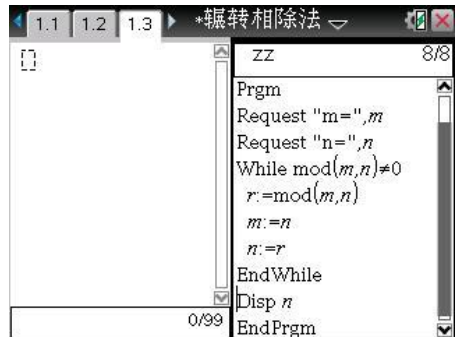 1.1 1.2 1.3 *辗转相除法
zz 8/8
Prgm
Request "m=",m
Request "n=",n
While mod(m,n)≠0
r:=mod(m,n)
m:=n
n:=r
EndWhile
Disp n
EndPrgm
0/99